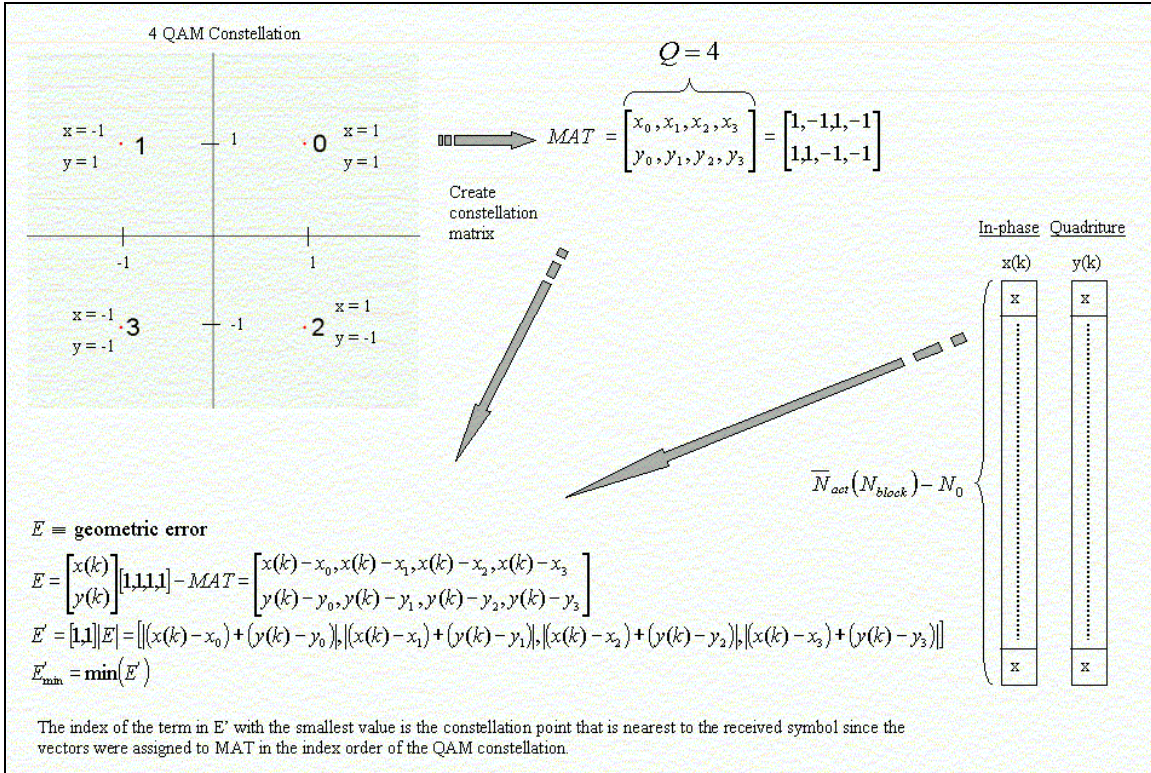 4 QAM Constellation
x = -1
y = 1
1
1
0
x = 1
y = 1
-1
1
x = -1
y = -1
3
-1
2
x = 1
y = -1
Create
constellation
matrix
Q = 4
MAT = [x₀, x₁, x₂, x₃] = [1,-1,1,-1]
[y₀, y₁, y₂, y₃] [1,1,-1,-1]
In-phase Quadriture
x(k) y(k)
x x
N̅_act(N_block) − N₀
x x
E ≡ geometric error
E = [x(k)] [1,1,1,1] − MAT = [x(k) − x₀, x(k) − x₁, x(k) − x₂, x(k) − x₃]
[y(k)] [y(k) − y₀, y(k) − y₁, y(k) − y₂, y(k) − y₃]
E' = [1,1]|E| = [|(x(k) − x₀) + (y(k) − y₀)|, |(x(k) − x₁) + (y(k) − y₁)|, |(x(k) − x₂) + (y(k) − y₂)|, |(x(k) − x₃) + (y(k) − y₃)|]
E'_min = min(E')
The index of the term in E’ with the smallest value is the constellation point that is nearest to the received symbol since the
vectors were assigned to MAT in the index order of the QAM constellation.